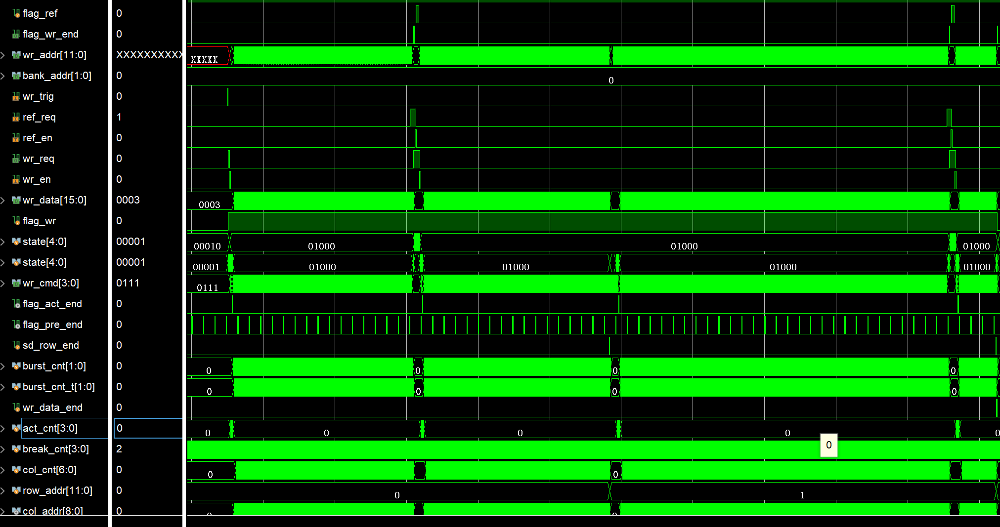 flag_ref 0
flag_wr_end 0
wr_addr[11:0] XXXXXXXXXX XXXXX
bank_addr[1:0] 0 0
wr_trig 0
ref_req 1
ref_en 0
wr_req 0
wr_en 0
wr_data[15:0] 0003 0003
flag_wr 0
state[4:0] 00001 00010 01000 01000 01000
state[4:0] 00001 00001 01000 01000 01000 01000
wr_cmd[3:0] 0111 0111
flag_act_end 0
flag_pre_end 0
sd_row_end 0
burst_cnt[1:0] 0 0 0 0 0
burst_cnt_t[1:0] 0 0 0 0 0
wr_data_end 0
act_cnt[3:0] 0 0 0 0 0 0
break_cnt[3:0] 2 0
col_cnt[6:0] 0 0 0
row_addr[11:0] 0 0 1
col_addr[8:0] 0 0 0